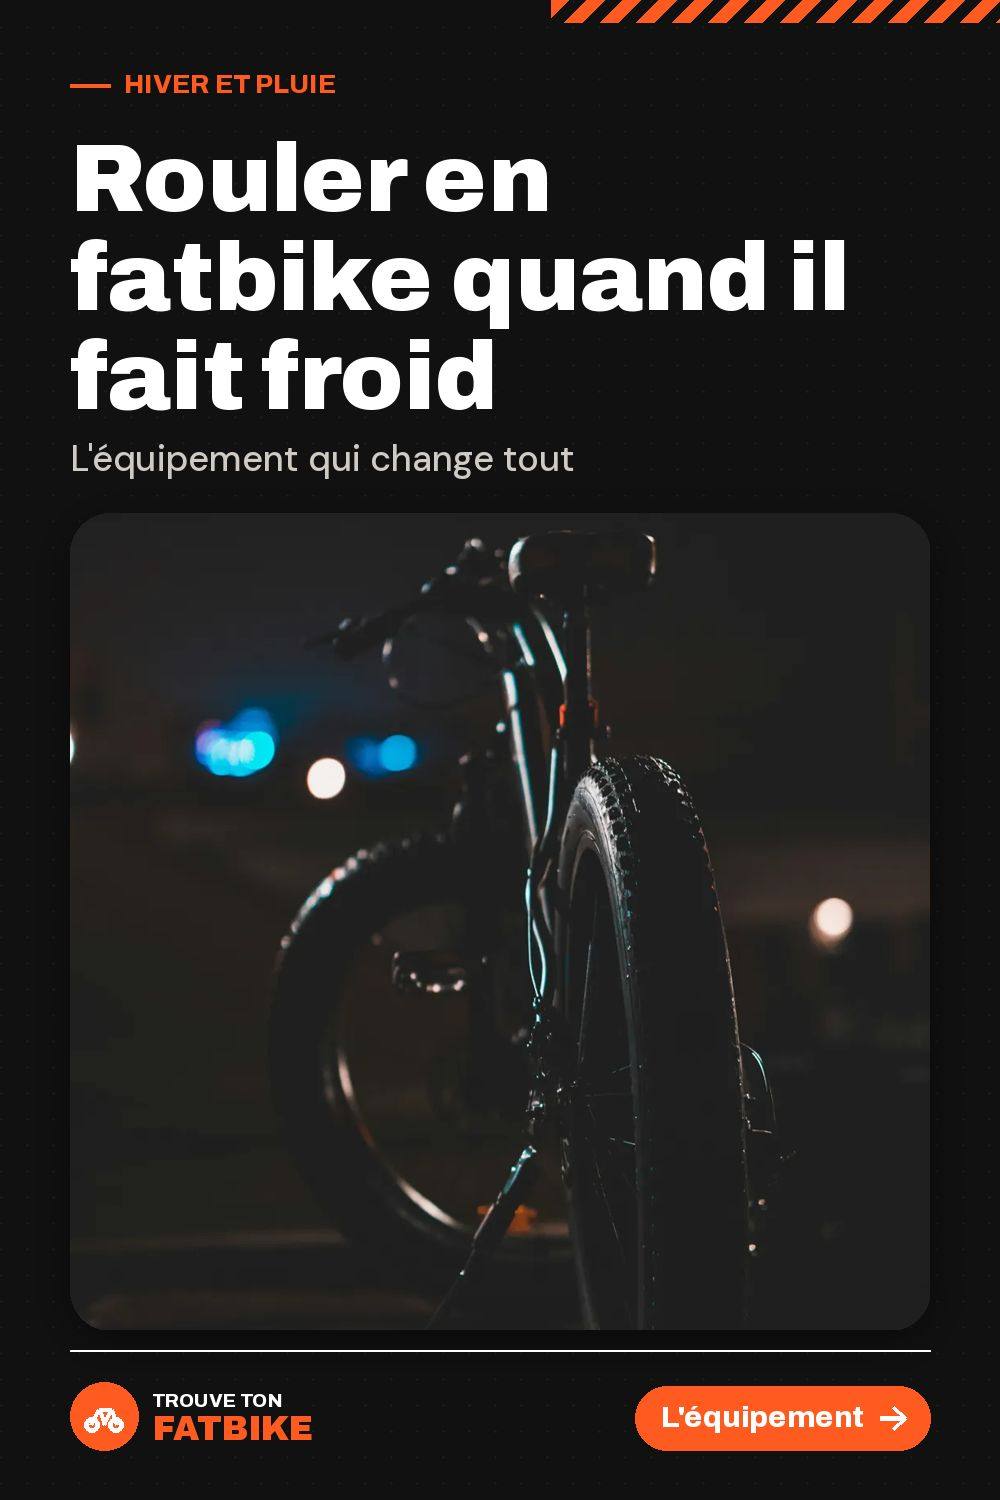 HIVER ET PLUIE
Rouler en
fatbike quand il
fait froid
L'équipement qui change tout
TROUVE TON
FATBIKE
L'équipement